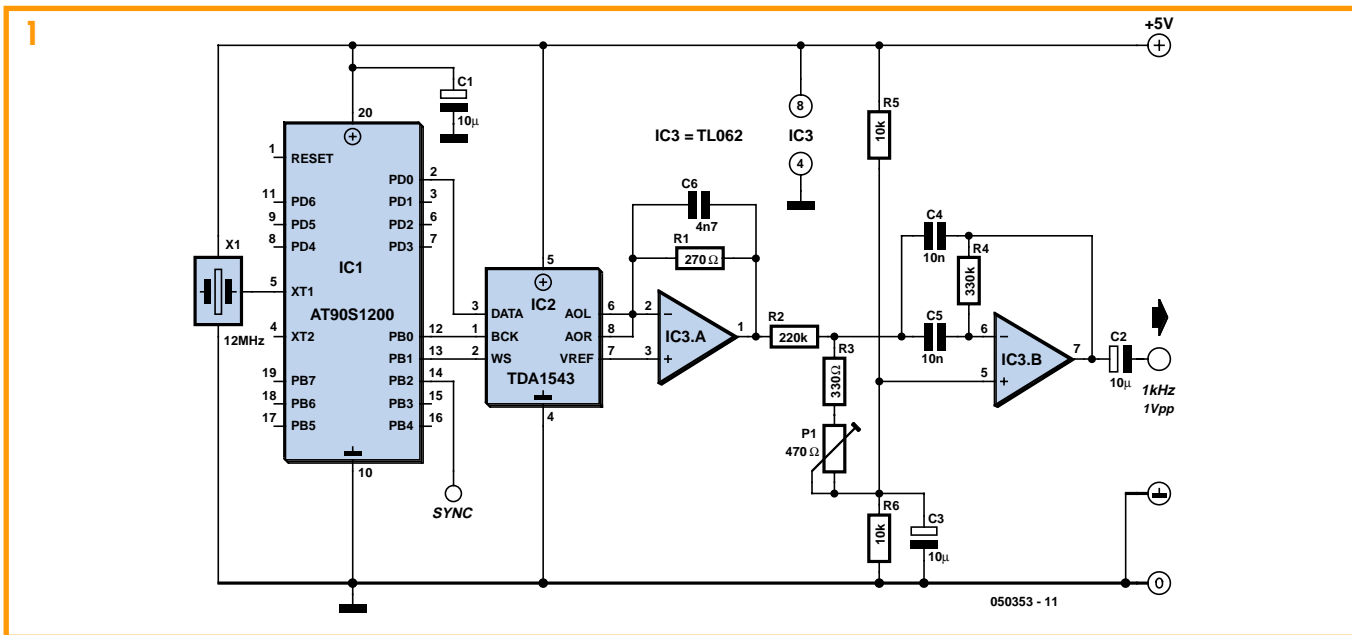 1
+5V
C1
10µ
20
1
RESET
PD0
2
11
PD6
PD1
3
9
PD5
PD2
6
8
PD4
PD3
7
X1
IC1
5
XT1
AT90S1200
4
XT2
12MHz
PB0
12
PB1
13
19
PB7
PB2
14
18
PB6
PB3
15
17
PB5
PB4
16
10
SYNC
5
IC2
3
DATA
AOL
6
1
BCK
AOR
8
2
WS
VREF
7
TDA1543
4
IC3 = TL062
8
IC3
4
C6
4n7
R1
270Ω
2
−
IC3.A
1
3
+
R2
220k
R3
330Ω
P1
470Ω
R5
10k
C4
10n
R4
330k
C5
10n
6
−
IC3.B
7
5
+
C2
10µ
1kHz
1Vpp
R6
10k
C3
10µ
0
050353 - 11